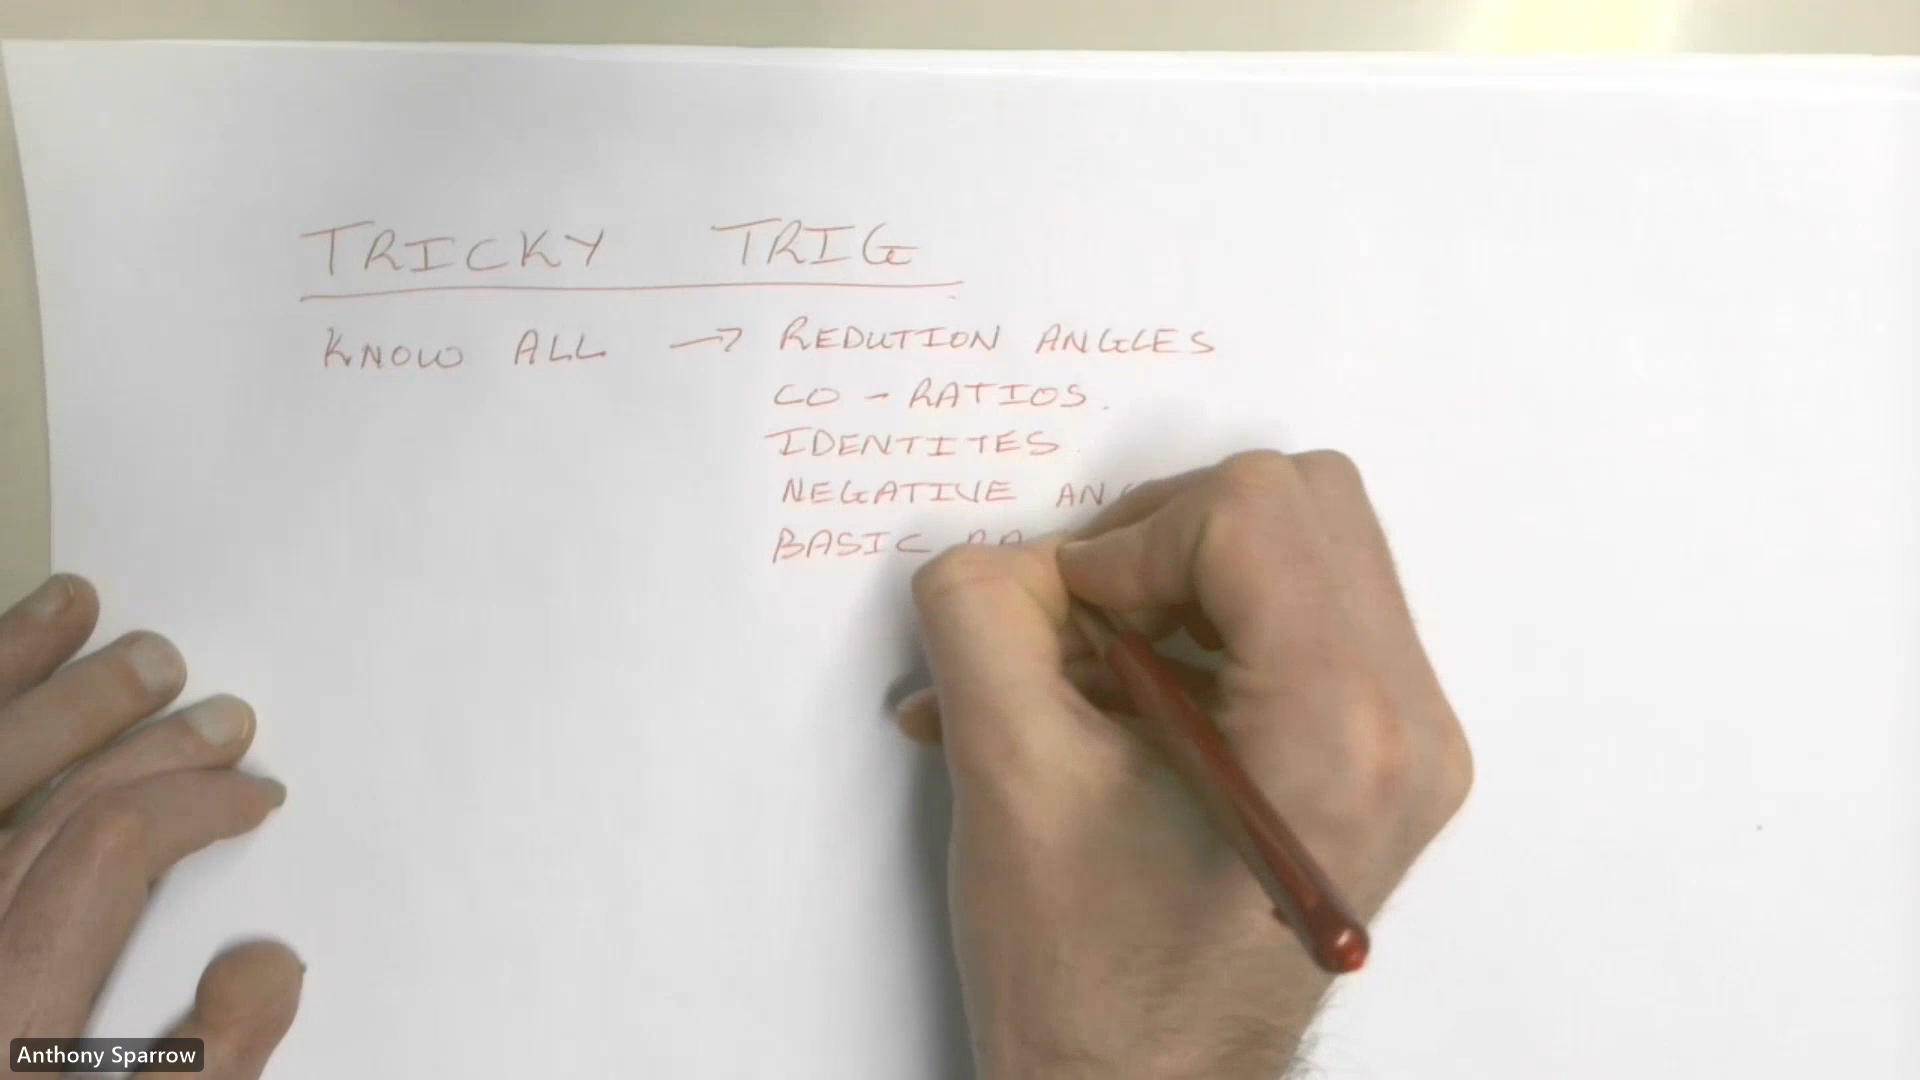 TRICKY TRIG
KNOW ALL → REDUTION ANGLES
CO - RATIOS.
IDENTITES
NEGATIVE
BASIC
Anthony Sparrow